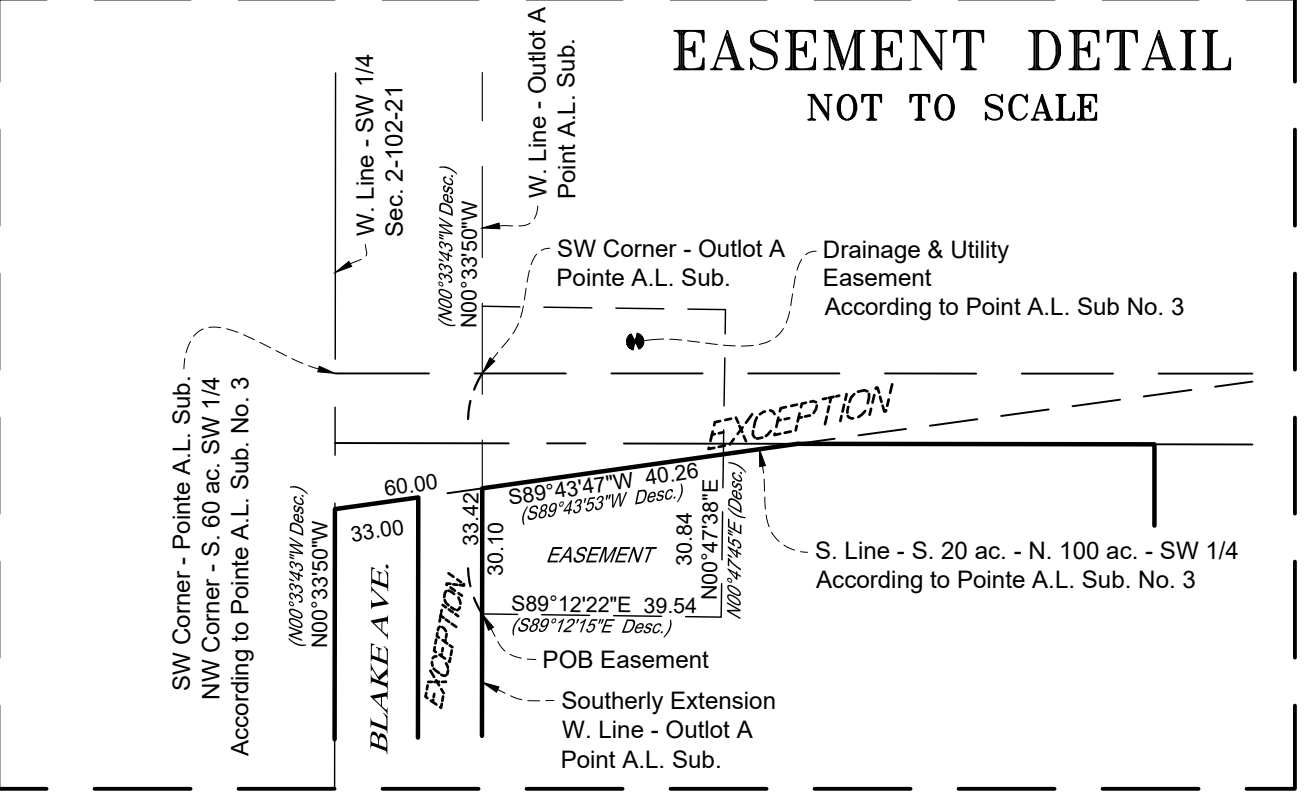 EASEMENT DETAIL
NOT TO SCALE
W. Line - SW 1/4
Sec. 2-102-21
W. Line - Outlot A
Point A.L. Sub.
(N00°33'43"W Desc.)
N00°33'50"W
SW Corner - Outlot A
Pointe A.L. Sub.
Drainage & Utility
Easement
According to Point A.L. Sub No. 3
SW Corner - Pointe A.L. Sub.
NW Corner - S. 60 ac. SW 1/4
According to Pointe A.L. Sub. No. 3
EXCEPTION
60.00
33.00
(N00°33'43"W Desc.)
N00°33'50"W
BLAKE AVE.
EXCEPTION
33.42
30.10
S89°43'47"W 40.26
(S89°43'53"W Desc.)
EASEMENT
30.84
N00°47'38"E
N00°47'45"E (Desc.)
S89°12'22"E 39.54
(S89°12'15"E Desc.)
S. Line - S. 20 ac. - N. 100 ac. - SW 1/4
According to Pointe A.L. Sub. No. 3
POB Easement
Southerly Extension
W. Line - Outlot A
Point A.L. Sub.